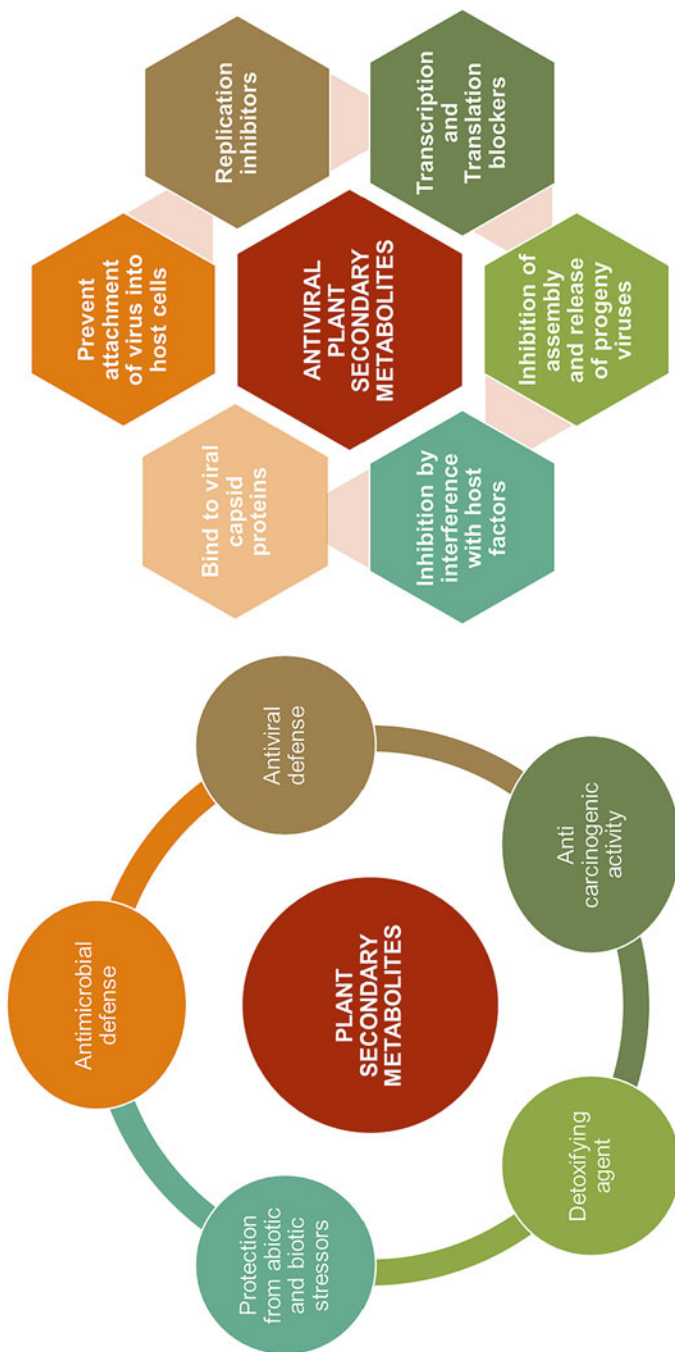 Antimicrobial
defense
Antiviral
defense
Anti
carcinogenic
activity
Detoxifying
agent
Protection
from abiotic
and biotic
stressors
PLANT
SECONDARY
METABOLITES
Prevent
attachment
of virus into
host cells
Replication
inhibitors
Transcription
and
Translation
blockers
Inhibition of
assembly
and release
of progeny
viruses
Inhibition by
interference
with host
factors
Bind to viral
capsid
proteins
ANTIVIRAL
PLANT
SECONDARY
METABOLITES